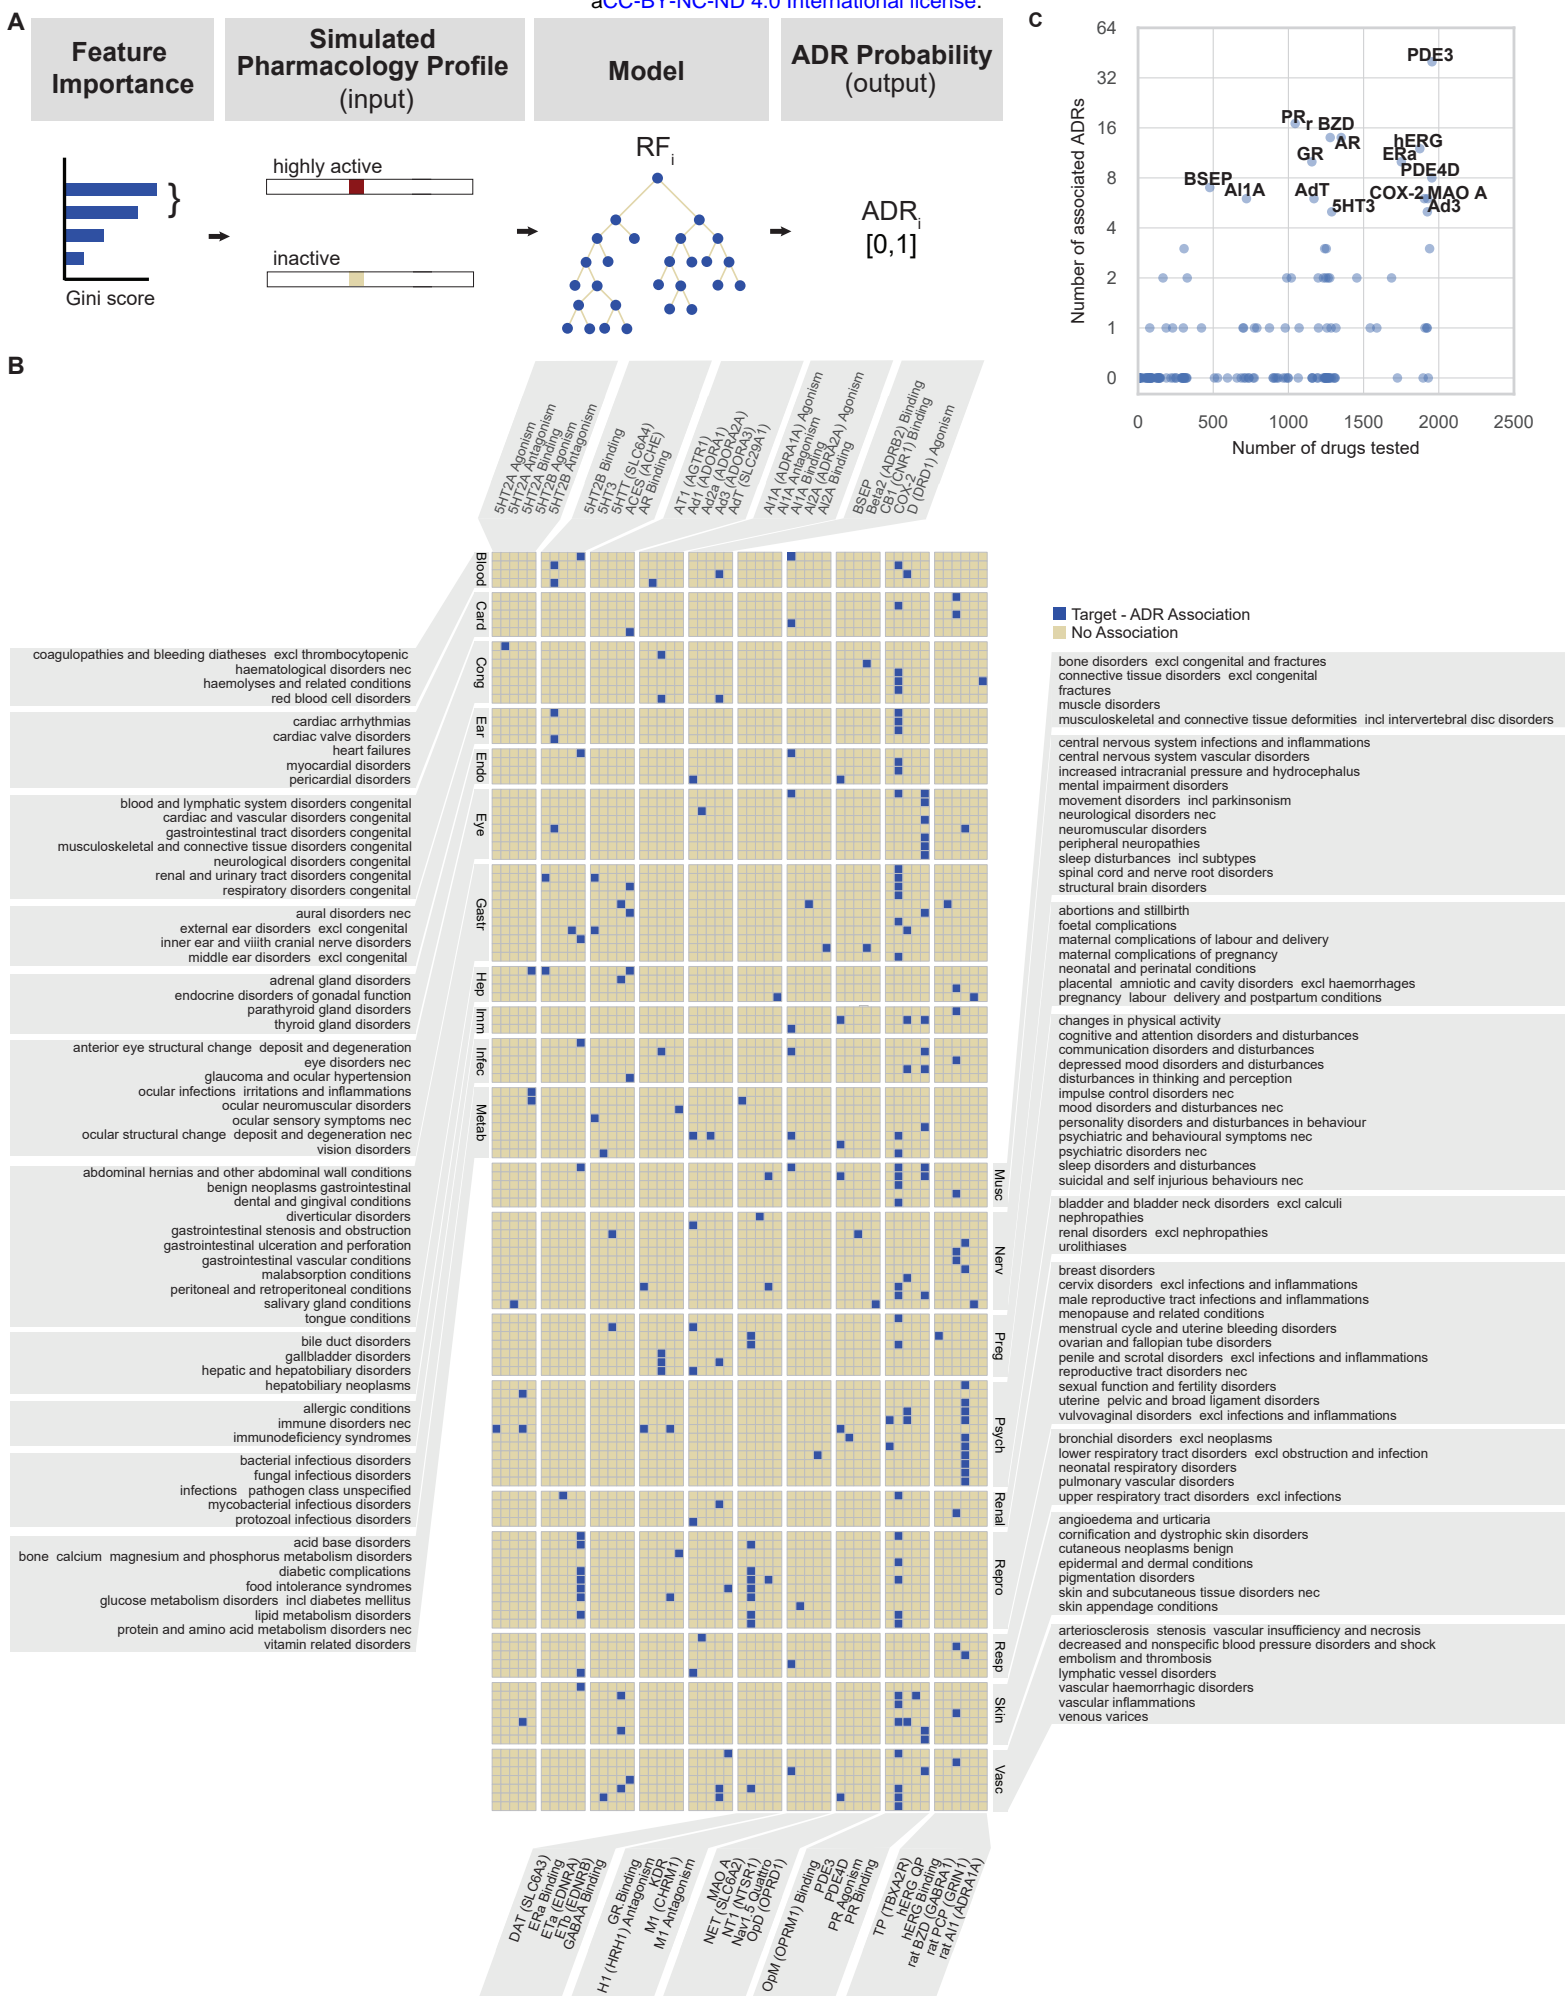 aCC-BY-NC-ND 4.0 International license.
A
Feature
Importance
Simulated
Pharmacology Profile
(input)
Model
ADR Probability
(output)
Gini score
}
highly active
inactive
RFi
ADRi
[0,1]
C
Number of associated ADRs
64
32
16
8
4
2
1
0
0
500
1000
1500
2000
2500
Number of drugs tested
PDE3
PR
r BZD
AR
hERG
GR
ERa
PDE4D
BSEP
Al1A
AdT
COX-2
MAO A
5HT3
Ad3
B
5HT2A Agonism
5HT2A Antagonism
5HT2A Binding
5HT2B Agonism
5HT2B Antagonism
5HT2B Binding
5HT3
5HTT (SLC6A4)
ACES (ACHE)
AR Binding
AT1 (AGTR1)
Ad1 (ADORA1)
Ad2a (ADORA2A)
Ad3 (ADORA3)
AdT (SLC29A1)
Al1A (ADRA1A) Agonism
Al1A Antagonism
Al1A Binding
Al2A (ADRA2A) Agonism
Al2A Binding
BSEP
Beta2 (ADRB2) Binding
CB1 (CNR1) Binding
COX-2
D (DRD1) Agonism
Blood
Card
Cong
Ear
Endo
Eye
Gastr
Hep
Imm
Infec
Metab
Musc
Nerv
Preg
Psych
Renal
Repro
Resp
Skin
Vasc
coagulopathies and bleeding diatheses excl thrombocytopenic
haematological disorders nec
haemolyses and related conditions
red blood cell disorders
cardiac arrhythmias
cardiac valve disorders
heart failures
myocardial disorders
pericardial disorders
blood and lymphatic system disorders congenital
cardiac and vascular disorders congenital
gastrointestinal tract disorders congenital
musculoskeletal and connective tissue disorders congenital
neurological disorders congenital
renal and urinary tract disorders congenital
respiratory disorders congenital
aural disorders nec
external ear disorders excl congenital
inner ear and viiith cranial nerve disorders
middle ear disorders excl congenital
adrenal gland disorders
endocrine disorders of gonadal function
parathyroid gland disorders
thyroid gland disorders
anterior eye structural change deposit and degeneration
eye disorders nec
glaucoma and ocular hypertension
ocular infections irritations and inflammations
ocular neuromuscular disorders
ocular sensory symptoms nec
ocular structural change deposit and degeneration nec
vision disorders
abdominal hernias and other abdominal wall conditions
benign neoplasms gastrointestinal
dental and gingival conditions
diverticular disorders
gastrointestinal stenosis and obstruction
gastrointestinal ulceration and perforation
gastrointestinal vascular conditions
malabsorption conditions
peritoneal and retroperitoneal conditions
salivary gland conditions
tongue conditions
bile duct disorders
gallbladder disorders
hepatic and hepatobiliary disorders
hepatobiliary neoplasms
allergic conditions
immune disorders nec
immunodeficiency syndromes
bacterial infectious disorders
fungal infectious disorders
infections pathogen class unspecified
mycobacterial infectious disorders
protozoal infectious disorders
acid base disorders
bone calcium magnesium and phosphorus metabolism disorders
diabetic complications
food intolerance syndromes
glucose metabolism disorders incl diabetes mellitus
lipid metabolism disorders
protein and amino acid metabolism disorders nec
vitamin related disorders
Target - ADR Association
No Association
bone disorders excl congenital and fractures
connective tissue disorders excl congenital
fractures
muscle disorders
musculoskeletal and connective tissue deformities incl intervertebral disc disorders
central nervous system infections and inflammations
central nervous system vascular disorders
increased intracranial pressure and hydrocephalus
mental impairment disorders
movement disorders incl parkinsonism
neurological disorders nec
neuromuscular disorders
peripheral neuropathies
sleep disturbances incl subtypes
spinal cord and nerve root disorders
structural brain disorders
abortions and stillbirth
foetal complications
maternal complications of labour and delivery
maternal complications of pregnancy
neonatal and perinatal conditions
placental amniotic and cavity disorders excl haemorrhages
pregnancy labour delivery and postpartum conditions
changes in physical activity
cognitive and attention disorders and disturbances
communication disorders and disturbances
depressed mood disorders and disturbances
disturbances in thinking and perception
impulse control disorders nec
mood disorders and disturbances nec
personality disorders and disturbances in behaviour
psychiatric and behavioural symptoms nec
psychiatric disorders nec
sleep disorders and disturbances
suicidal and self injurious behaviours nec
bladder and bladder neck disorders excl calculi
nephropathies
renal disorders excl nephropathies
urolithiases
breast disorders
cervix disorders excl infections and inflammations
male reproductive tract infections and inflammations
menopause and related conditions
menstrual cycle and uterine bleeding disorders
ovarian and fallopian tube disorders
penile and scrotal disorders excl infections and inflammations
reproductive tract disorders nec
sexual function and fertility disorders
uterine pelvic and broad ligament disorders
vulvovaginal disorders excl infections and inflammations
bronchial disorders excl neoplasms
lower respiratory tract disorders excl obstruction and infection
neonatal respiratory disorders
pulmonary vascular disorders
upper respiratory tract disorders excl infections
angioedema and urticaria
cornification and dystrophic skin disorders
cutaneous neoplasms benign
epidermal and dermal conditions
pigmentation disorders
skin and subcutaneous tissue disorders nec
skin appendage conditions
arteriosclerosis stenosis vascular insufficiency and necrosis
decreased and nonspecific blood pressure disorders and shock
embolism and thrombosis
lymphatic vessel disorders
vascular haemorrhagic disorders
vascular inflammations
venous varices
DAT (SLC6A3)
ERa Binding
ETa (EDNRA)
ETb (EDNRB)
GABAA Binding
GR Binding
H1 (HRH1) Antagonism
KDR
M1 (CHRM1)
M1 Antagonism
MAO A
NET (SLC6A2)
NT1 (NTSR1)
Nav1.5 Quattro
OpD (OPRD1)
OpM (OPRM1) Binding
PDE3
PDE4D
PR Agonism
PR Binding
TP (TBXA2R)
hERG QP
hERG Binding
rat BZD (GABRA1)
rat PCP (GRIN1)
rat Al1 (ADRA1A)